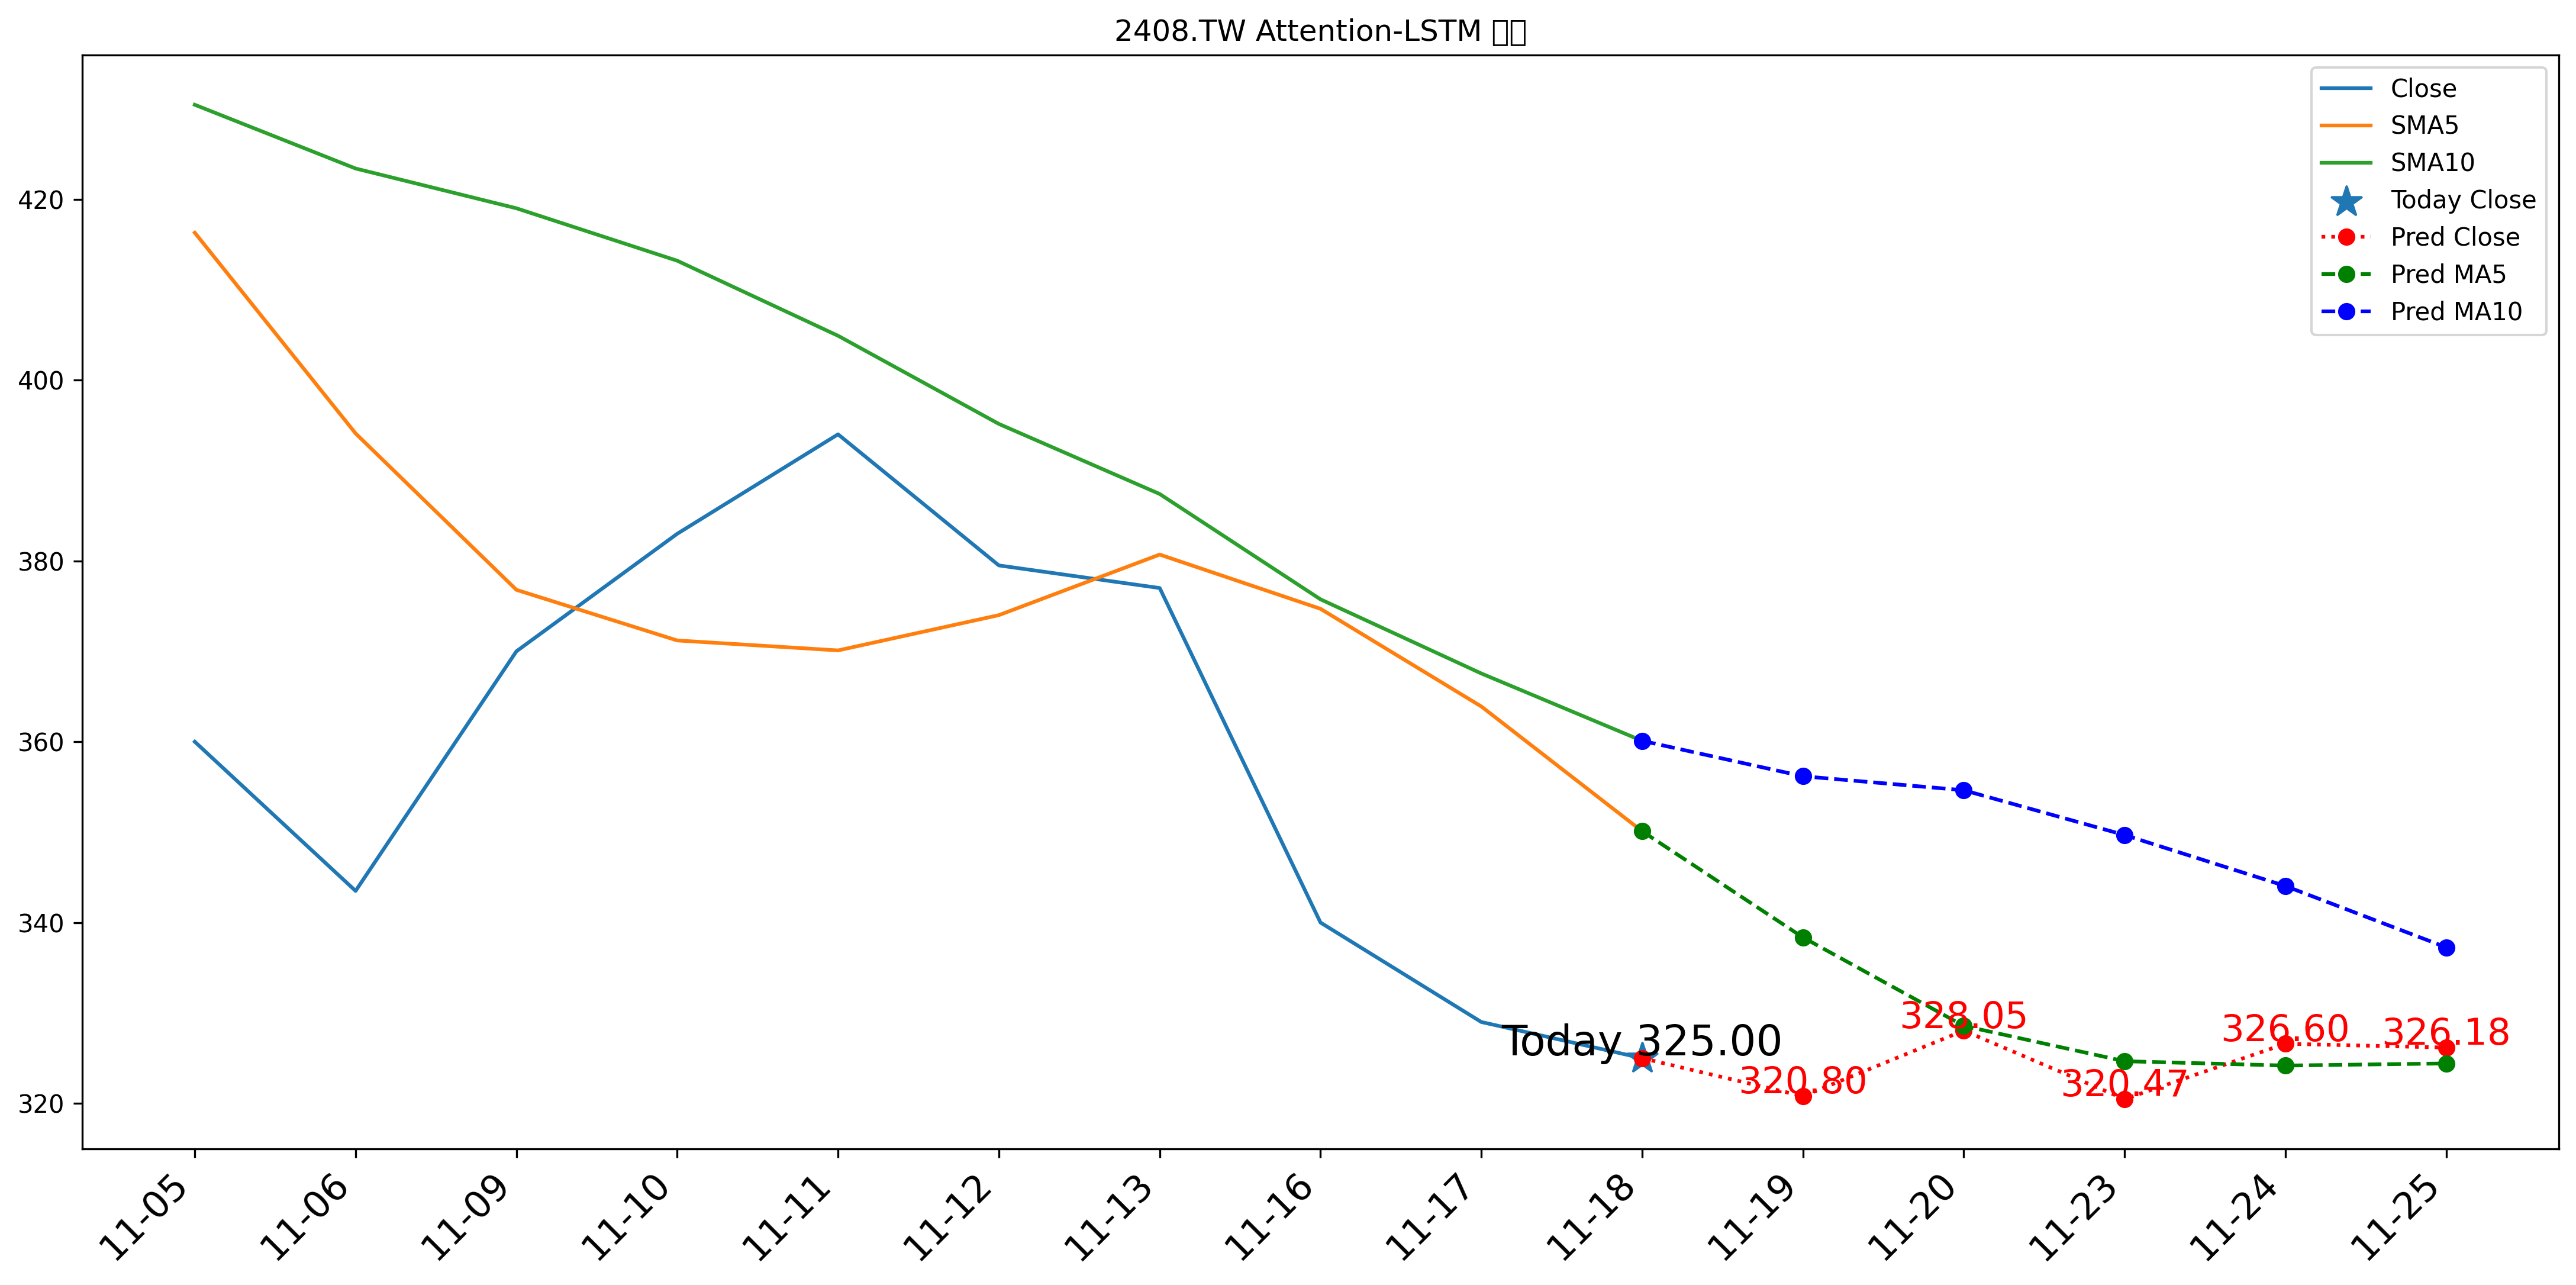 2408.TW Attention-LSTM
Close
SMA5
SMA10
Today Close
Pred Close
Pred MA5
Pred MA10
420
400
380
360
340
320
Today 325.00
320.80
328.05
320.47
326.60
326.18
11-05
11-06
11-09
11-10
11-11
11-12
11-13
11-16
11-17
11-18
11-19
11-20
11-23
11-24
11-25